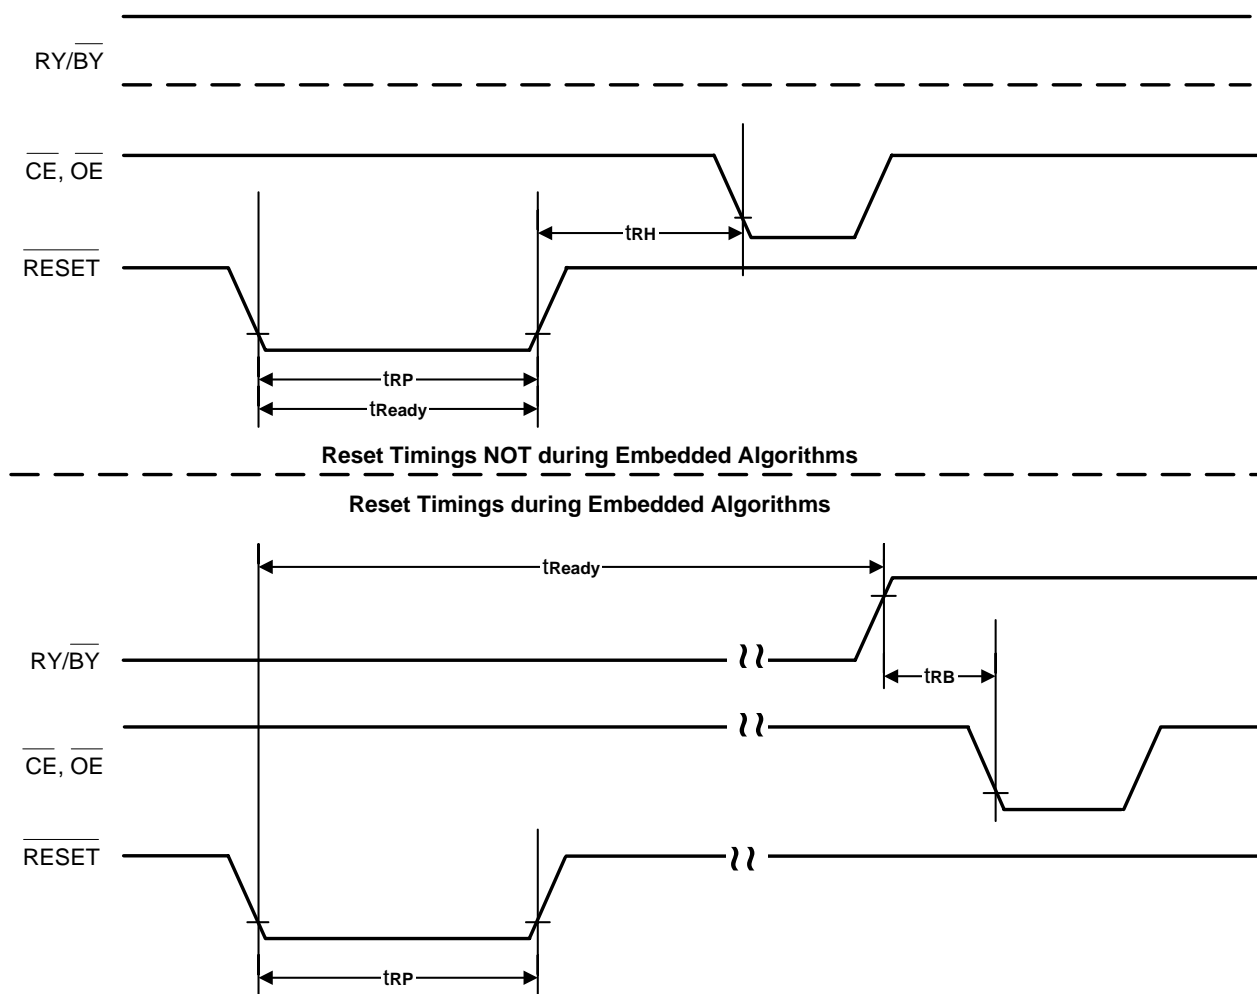 RY/BY
CE, OE
tRH
RESET
tRP
tReady
Reset Timings NOT during Embedded Algorithms
Reset Timings during Embedded Algorithms
tReady
RY/BY
tRB
CE, OE
RESET
tRP